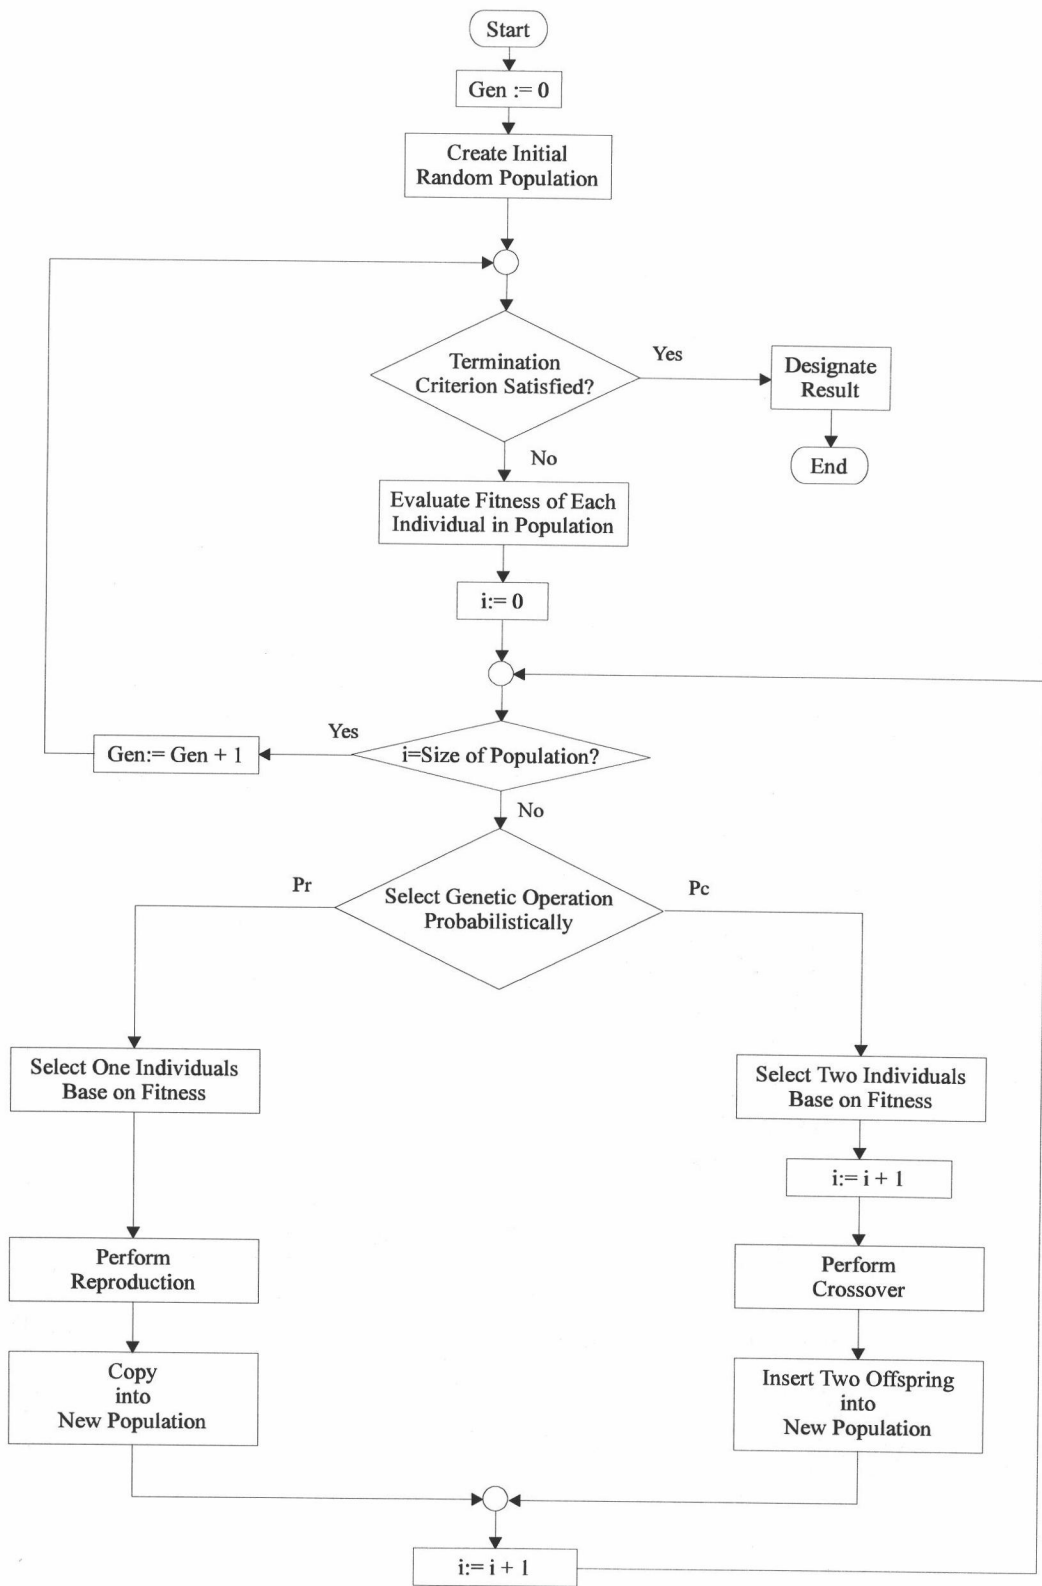 Start
Gen := 0
Create Initial
Random Population
Termination
Criterion Satisfied?
Yes
Designate
Result
End
No
Evaluate Fitness of Each
Individual in Population
i:= 0
Yes
Gen:= Gen + 1
i=Size of Population?
No
Pr
Select Genetic Operation
Probabilistically
Pc
Select One Individuals
Base on Fitness
Select Two Individuals
Base on Fitness
i:= i + 1
Perform
Reproduction
Perform
Crossover
Copy
into
New Population
Insert Two Offspring
into
New Population
i:= i + 1